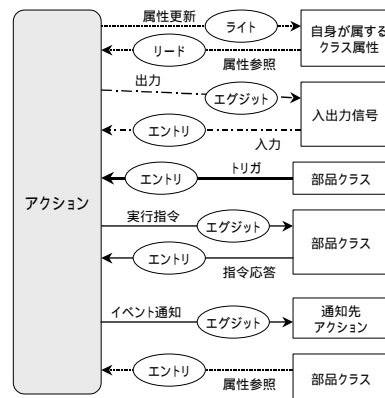 属性更新
ライト
自身が属する
クラス属性
リード
属性参照
出力
エグジット
入出力信号
エントリ
入力
トリガ
エントリ
部品クラス
アクション
実行指令
エグジット
部品クラス
エントリ
指令応答
イベント通知
エグジット
通知先
アクション
エントリ
属性参照
部品クラス